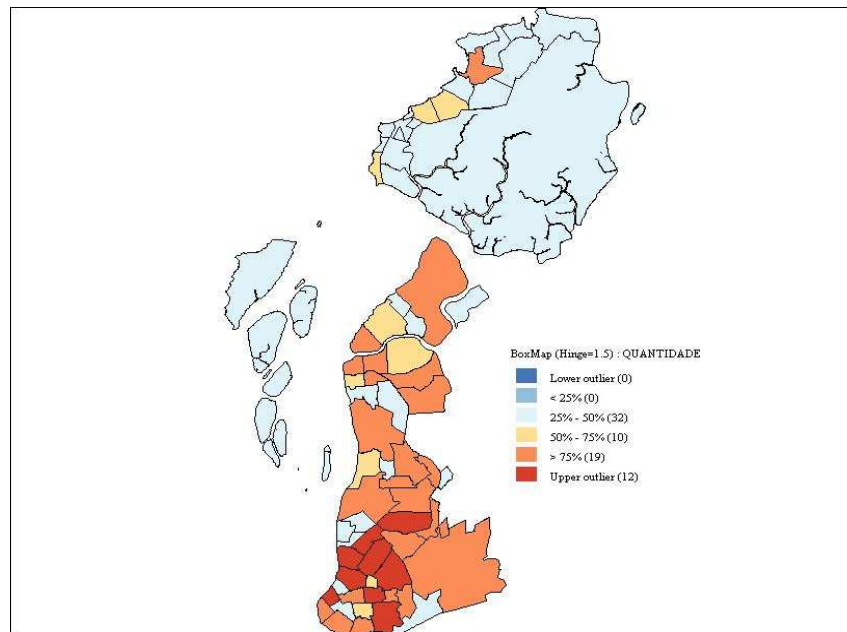 BoxMap (Hinge=1.5) : QUANTIDADE
Lower outlier (0)
< 25% (0)
25% - 50% (32)
50% - 75% (10)
> 75% (19)
Upper outlier (12)